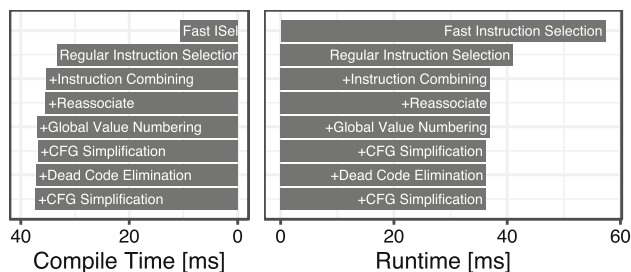 Fast ISel
Regular Instruction Selection
+Instruction Combining
+Reassociate
+Global Value Numbering
+CFG Simplification
+Dead Code Elimination
+CFG Simplification
40 20 0
Compile Time [ms]
Fast Instruction Selection
Regular Instruction Selection
+Instruction Combining
+Reassociate
+Global Value Numbering
+CFG Simplification
+Dead Code Elimination
+CFG Simplification
0 20 40 60
Runtime [ms]